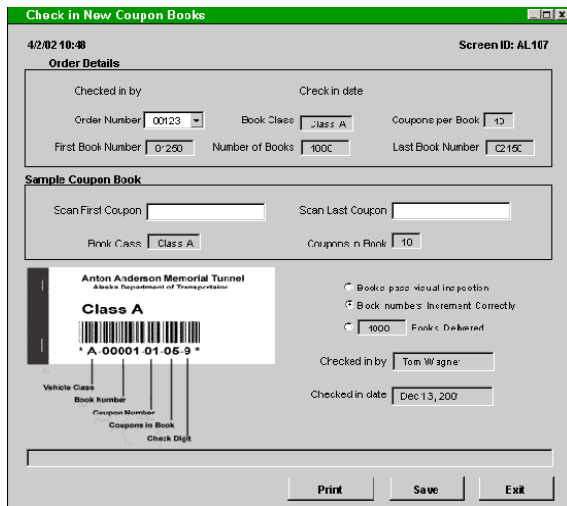 Check in New Coupon Books
4/2/02 10:48 Screen ID: AL107
Order Details
Checked in by Check in date
Order Number 00123 Book Class Class A Coupons per Book 10
First Book Number 01250 Number of Books 1000 Last Book Number 02150
Sample Coupon Book
Scan First Coupon Scan Last Coupon
Book Class Class A Coupons in Book 10
Anton Anderson Memorial Tunnel
Alaska Department of Transportation
Class A
* A-00001-01-05-9 *
Vehicle Class
Book Number
Coupon Number
Coupons in Book
Check Digit
Books pass visual inspection
Book numbers Increment Correctly
1000 Books Delivered
Checked in by Tom Wagner
Checked in date Dec 13, 200
Print Save Exit